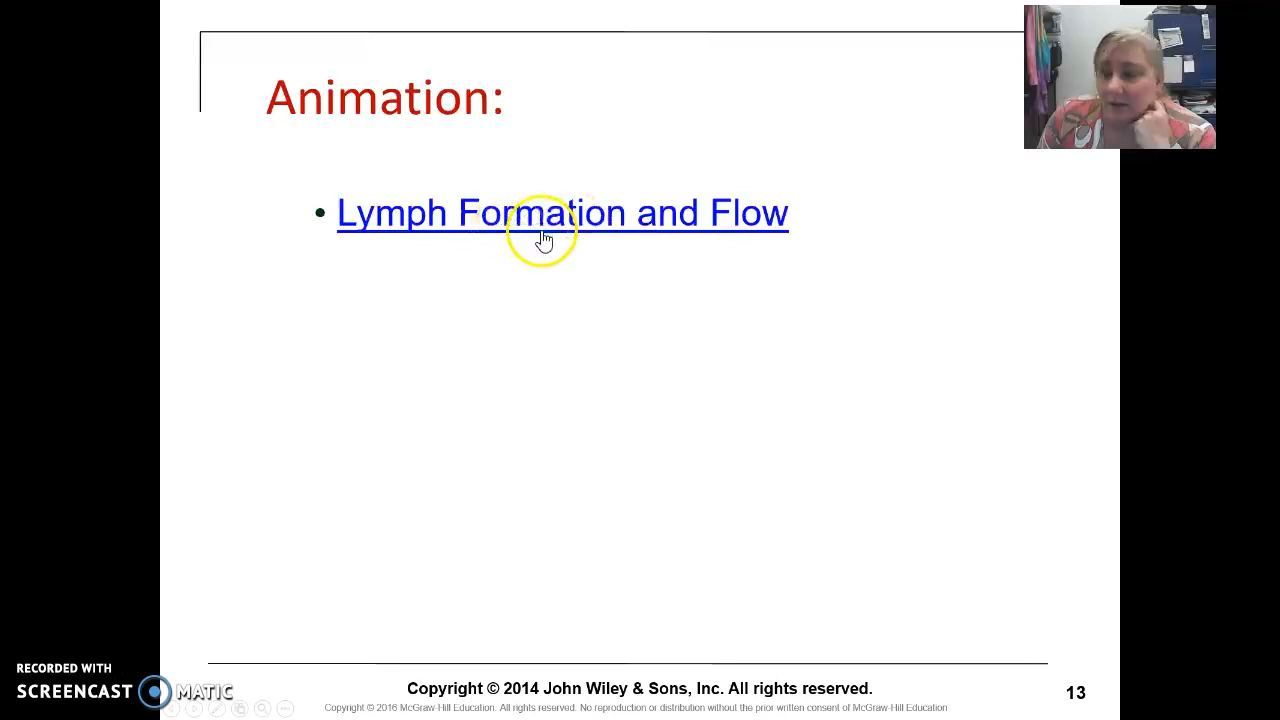 Animation:
• Lymph Formation and Flow
RECORDED WITH
SCREENCAST MATIC
Copyright © 2014 John Wiley & Sons, Inc. All rights reserved.
Copyright © 2016 McGraw-Hill Education. All rights reserved. No reproduction or distribution without the prior written consent of McGraw-Hill Education
13